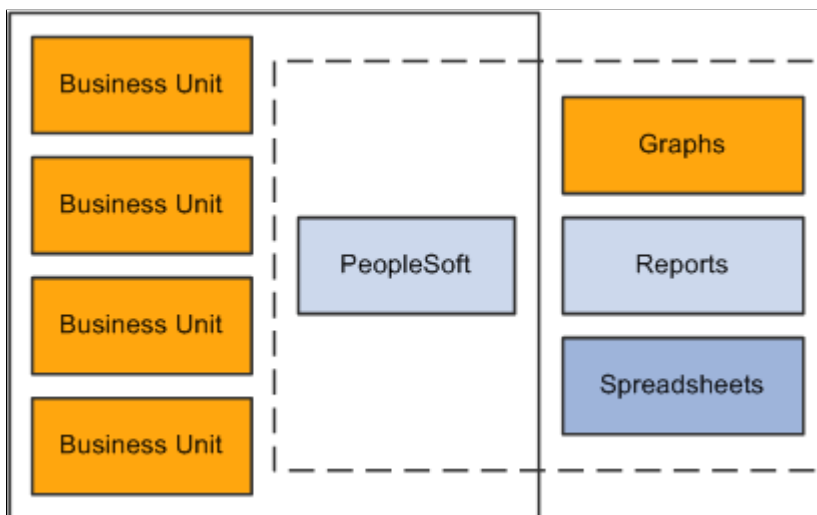 Business Unit
Business Unit
Business Unit
Business Unit
PeopleSoft
Graphs
Reports
Spreadsheets